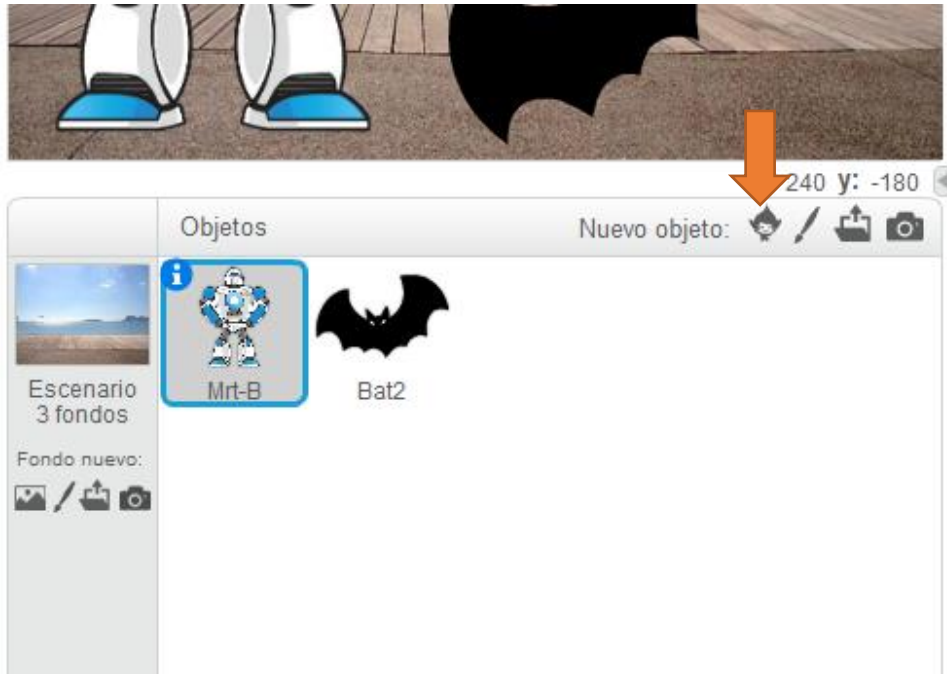 240 y: -180
Objetos
Nuevo objeto:
i
Mrt-B
Bat2
Escenario
3 fondos
Fondo nuevo: